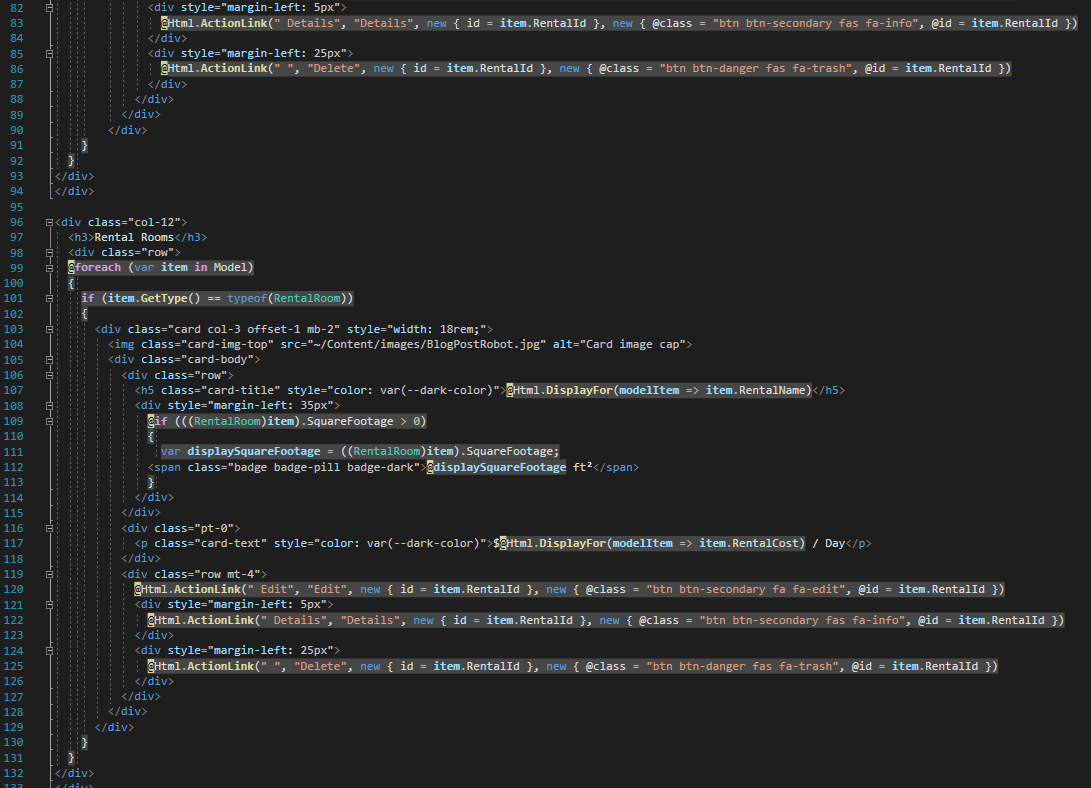 82 <div style="margin-left: 5px">
83 @Html.ActionLink(" Details", "Details", new { id = item.RentalId }, new { @class = "btn btn-secondary fas fa-info", @id = item.RentalId })
84 </div>
85 <div style="margin-left: 25px">
86 @Html.ActionLink(" ", "Delete", new { id = item.RentalId }, new { @class = "btn btn-danger fas fa-trash", @id = item.RentalId })
87 </div>
88 </div>
89 </div>
90 </div>
91 }
92 }
93 </div>
94 </div>
95
96 <div class="col-12">
97 <h3>Rental Rooms</h3>
98 <div class="row">
99 @foreach (var item in Model)
100 {
101 if (item.GetType() == typeof(RentalRoom))
102 {
103 <div class="card col-3 offset-1 mb-2" style="width: 18rem;">
104 <img class="card-img-top" src="~/Content/images/BlogPostRobot.jpg" alt="Card image cap">
105 <div class="card-body">
106 <div class="row">
107 <h5 class="card-title" style="color: var(--dark-color)">@Html.DisplayFor(modelItem => item.RentalName)</h5>
108 <div style="margin-left: 35px">
109 @if (((RentalRoom)item).SquareFootage > 0)
110 {
111 var displaySquareFootage = ((RentalRoom)item).SquareFootage;
112 <span class="badge badge-pill badge-dark">@displaySquareFootage ft²</span>
113 }
114 </div>
115 </div>
116 <div class="pt-0">
117 <p class="card-text" style="color: var(--dark-color)">$@Html.DisplayFor(modelItem => item.RentalCost) / Day</p>
118 </div>
119 <div class="row mt-4">
120 @Html.ActionLink(" Edit", "Edit", new { id = item.RentalId }, new { @class = "btn btn-secondary fa fa-edit", @id = item.RentalId })
121 <div style="margin-left: 5px">
122 @Html.ActionLink(" Details", "Details", new { id = item.RentalId }, new { @class = "btn btn-secondary fas fa-info", @id = item.RentalId })
123 </div>
124 <div style="margin-left: 25px">
125 @Html.ActionLink(" ", "Delete", new { id = item.RentalId }, new { @class = "btn btn-danger fas fa-trash", @id = item.RentalId })
126 </div>
127 </div>
128 </div>
129 </div>
130 }
131 }
132 </div>
133 </div>